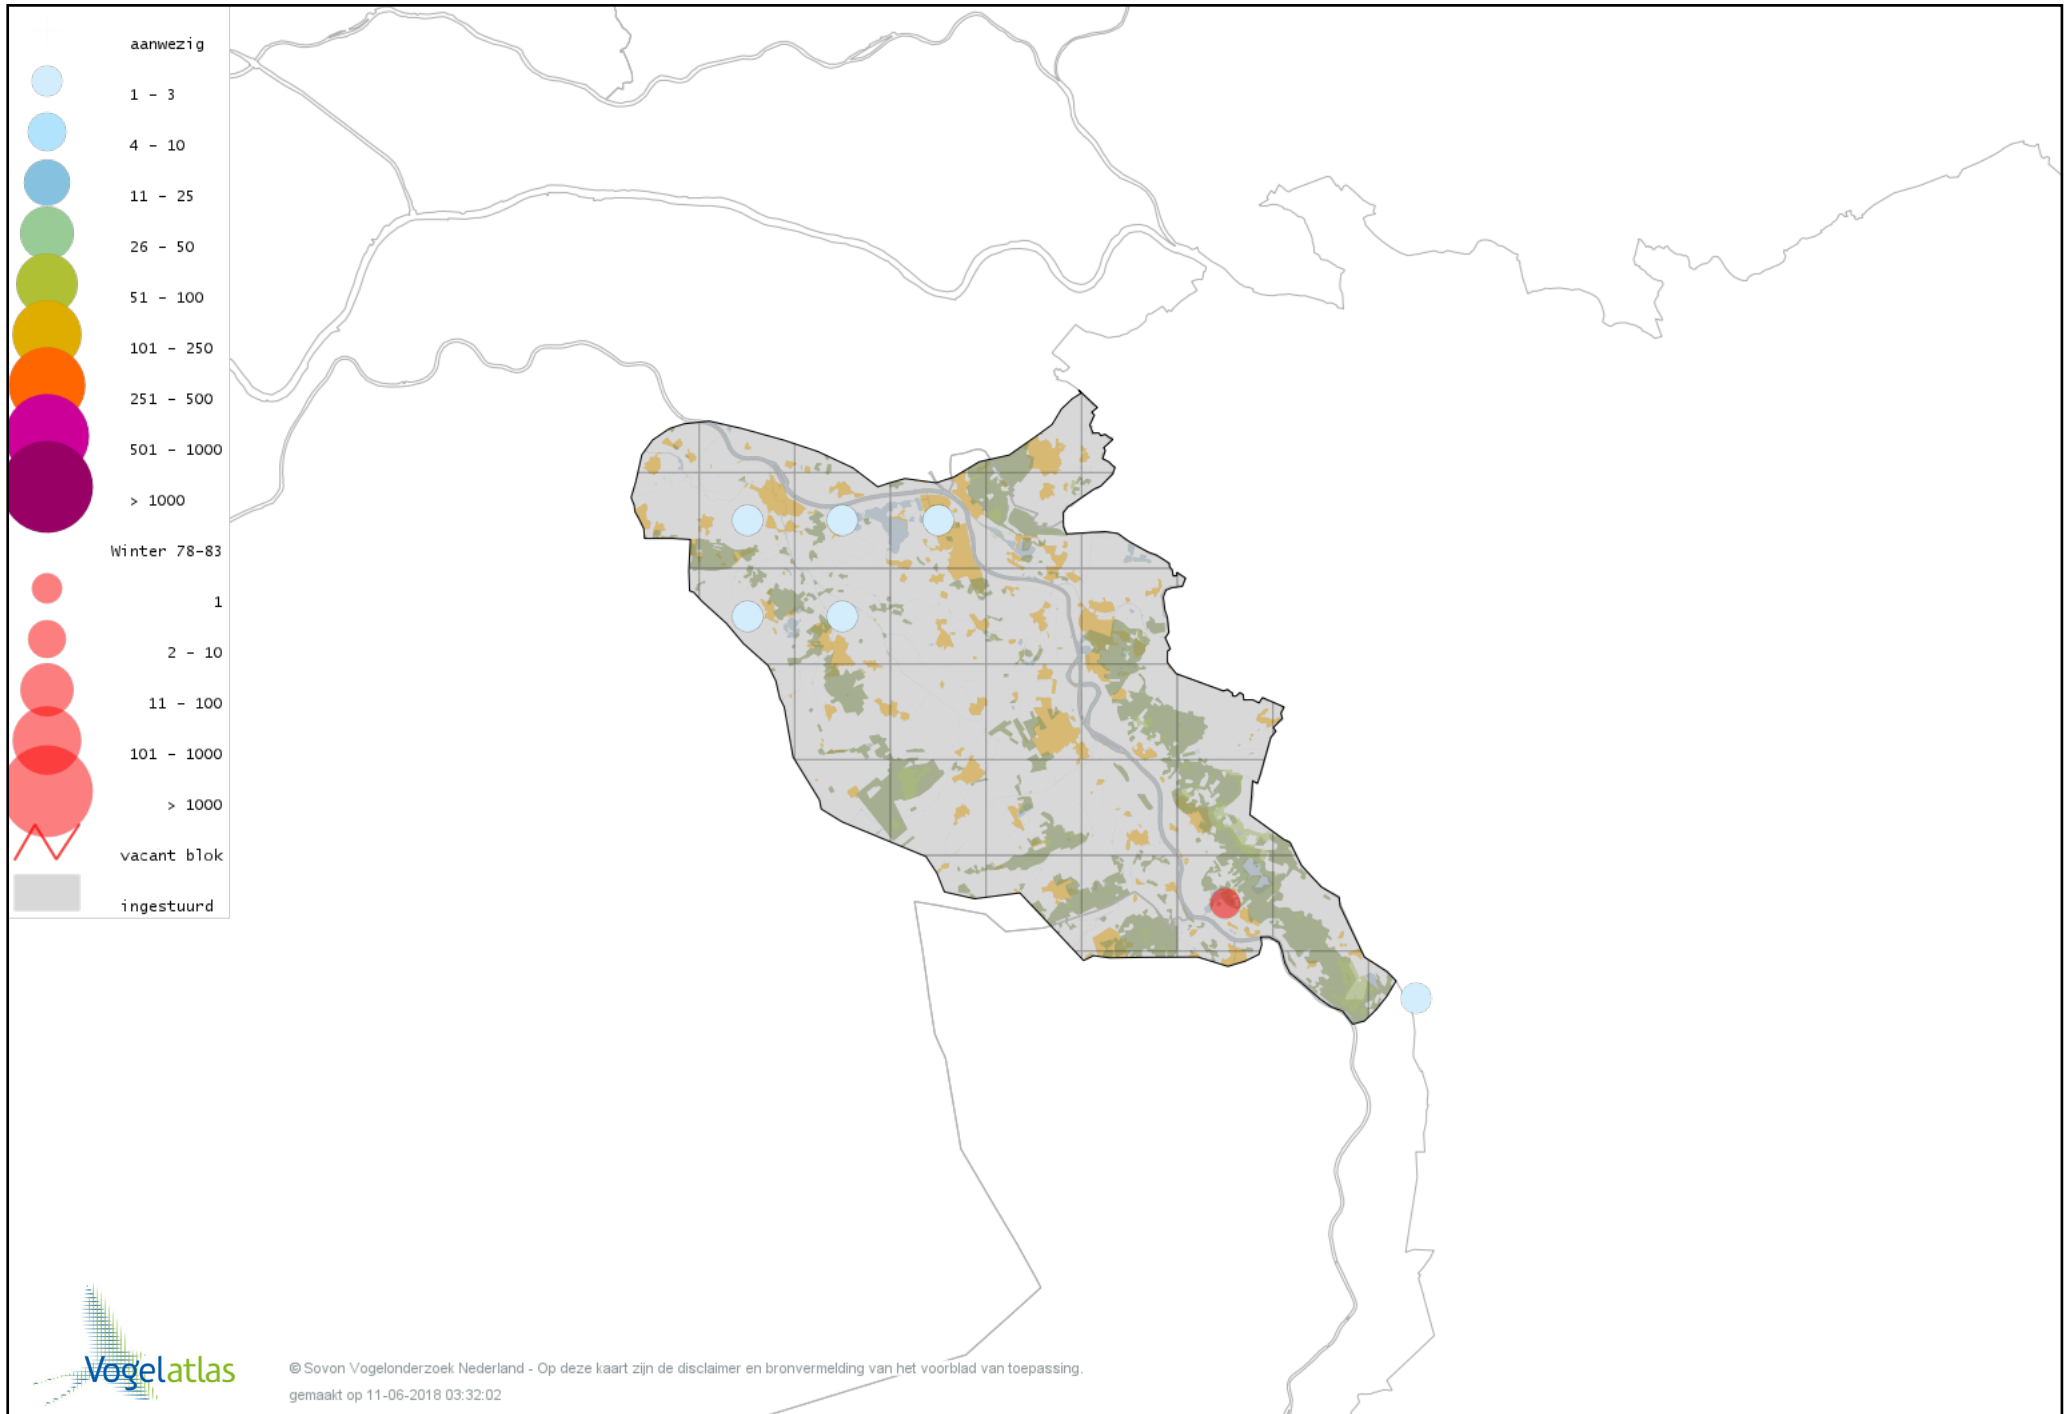 aanwezig
1 - 3
4 - 10
11 - 25
26 - 50
51 - 100
101 - 250
251 - 500
501 - 1000
> 1000
Winter 78-83
1
2 - 10
11 - 100
101 - 1000
> 1000
vacant blok
ingestuurd
Vogelatlas
© Sovon Vogelonderzoek Nederland - Op deze kaart zijn de disclaimer en bronvermelding van het voorblad van toepassing.
gemaakt op 11-06-2018 03:32:02